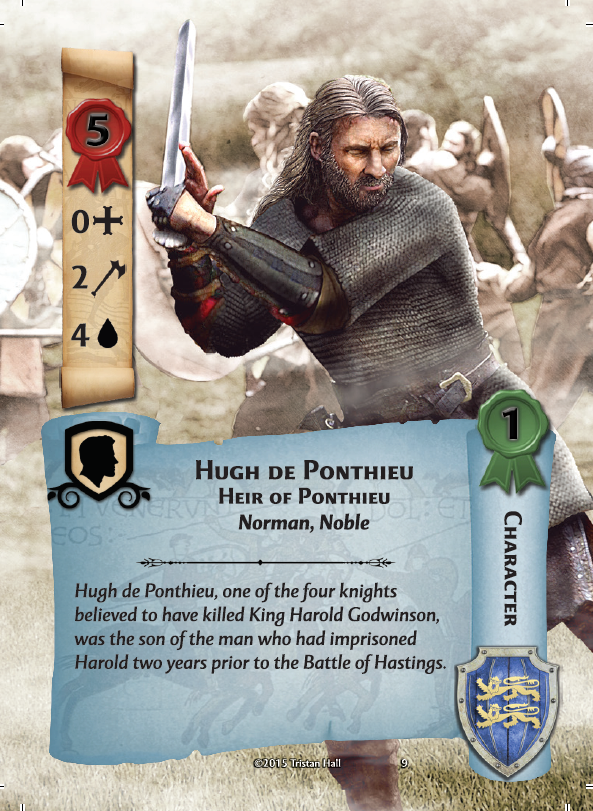 5
0
2
4
1
Hugh de Ponthieu
Heir of Ponthieu
Norman, Noble
Character
Hugh de Ponthieu, one of the four knights
believed to have killed King Harold Godwinson,
was the son of the man who had imprisoned
Harold two years prior to the Battle of Hastings.
©2015 Tristan Hall
9